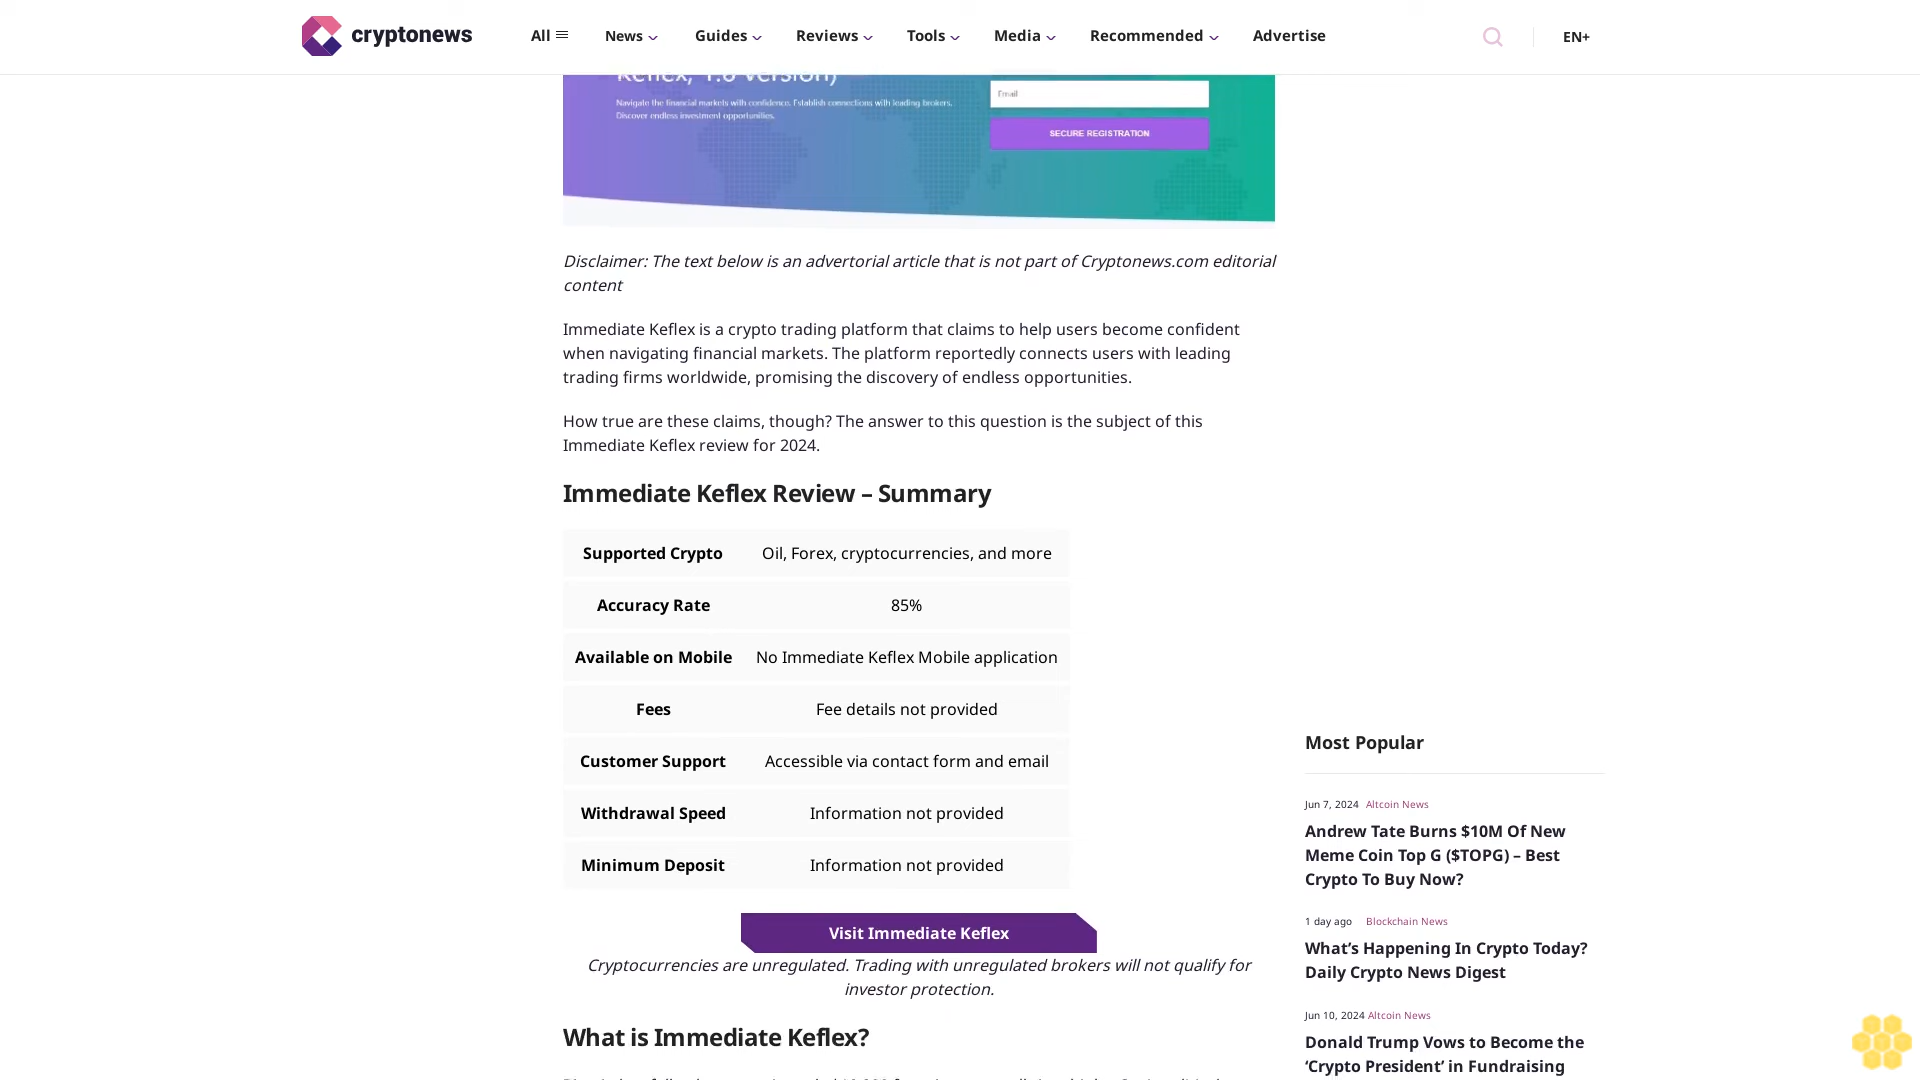 cryptonews
All
News
Guides
Reviews
Tools
Media
Recommended
Advertise
EN+
Keflex, 1.6 version)
Navigate the financial markets with confidence. Establish connections with leading brokers.
Discover endless investment opportunities.
Email
SECURE REGISTRATION
Disclaimer: The text below is an advertorial article that is not part of Cryptonews.com editorial
content
Immediate Keflex is a crypto trading platform that claims to help users become confident
when navigating financial markets. The platform reportedly connects users with leading
trading firms worldwide, promising the discovery of endless opportunities.
How true are these claims, though? The answer to this question is the subject of this
Immediate Keflex review for 2024.
Immediate Keflex Review – Summary
Supported Crypto Oil, Forex, cryptocurrencies, and more
Accuracy Rate 85%
Available on Mobile No Immediate Keflex Mobile application
Fees Fee details not provided
Customer Support Accessible via contact form and email
Withdrawal Speed Information not provided
Minimum Deposit Information not provided
Visit Immediate Keflex
Cryptocurrencies are unregulated. Trading with unregulated brokers will not qualify for
investor protection.
What is Immediate Keflex?
Most Popular
Jun 7, 2024 Altcoin News
Andrew Tate Burns $10M Of New
Meme Coin Top G ($TOPG) – Best
Crypto To Buy Now?
1 day ago Blockchain News
What’s Happening In Crypto Today?
Daily Crypto News Digest
Jun 10, 2024 Altcoin News
Donald Trump Vows to Become the
‘Crypto President’ in Fundraising